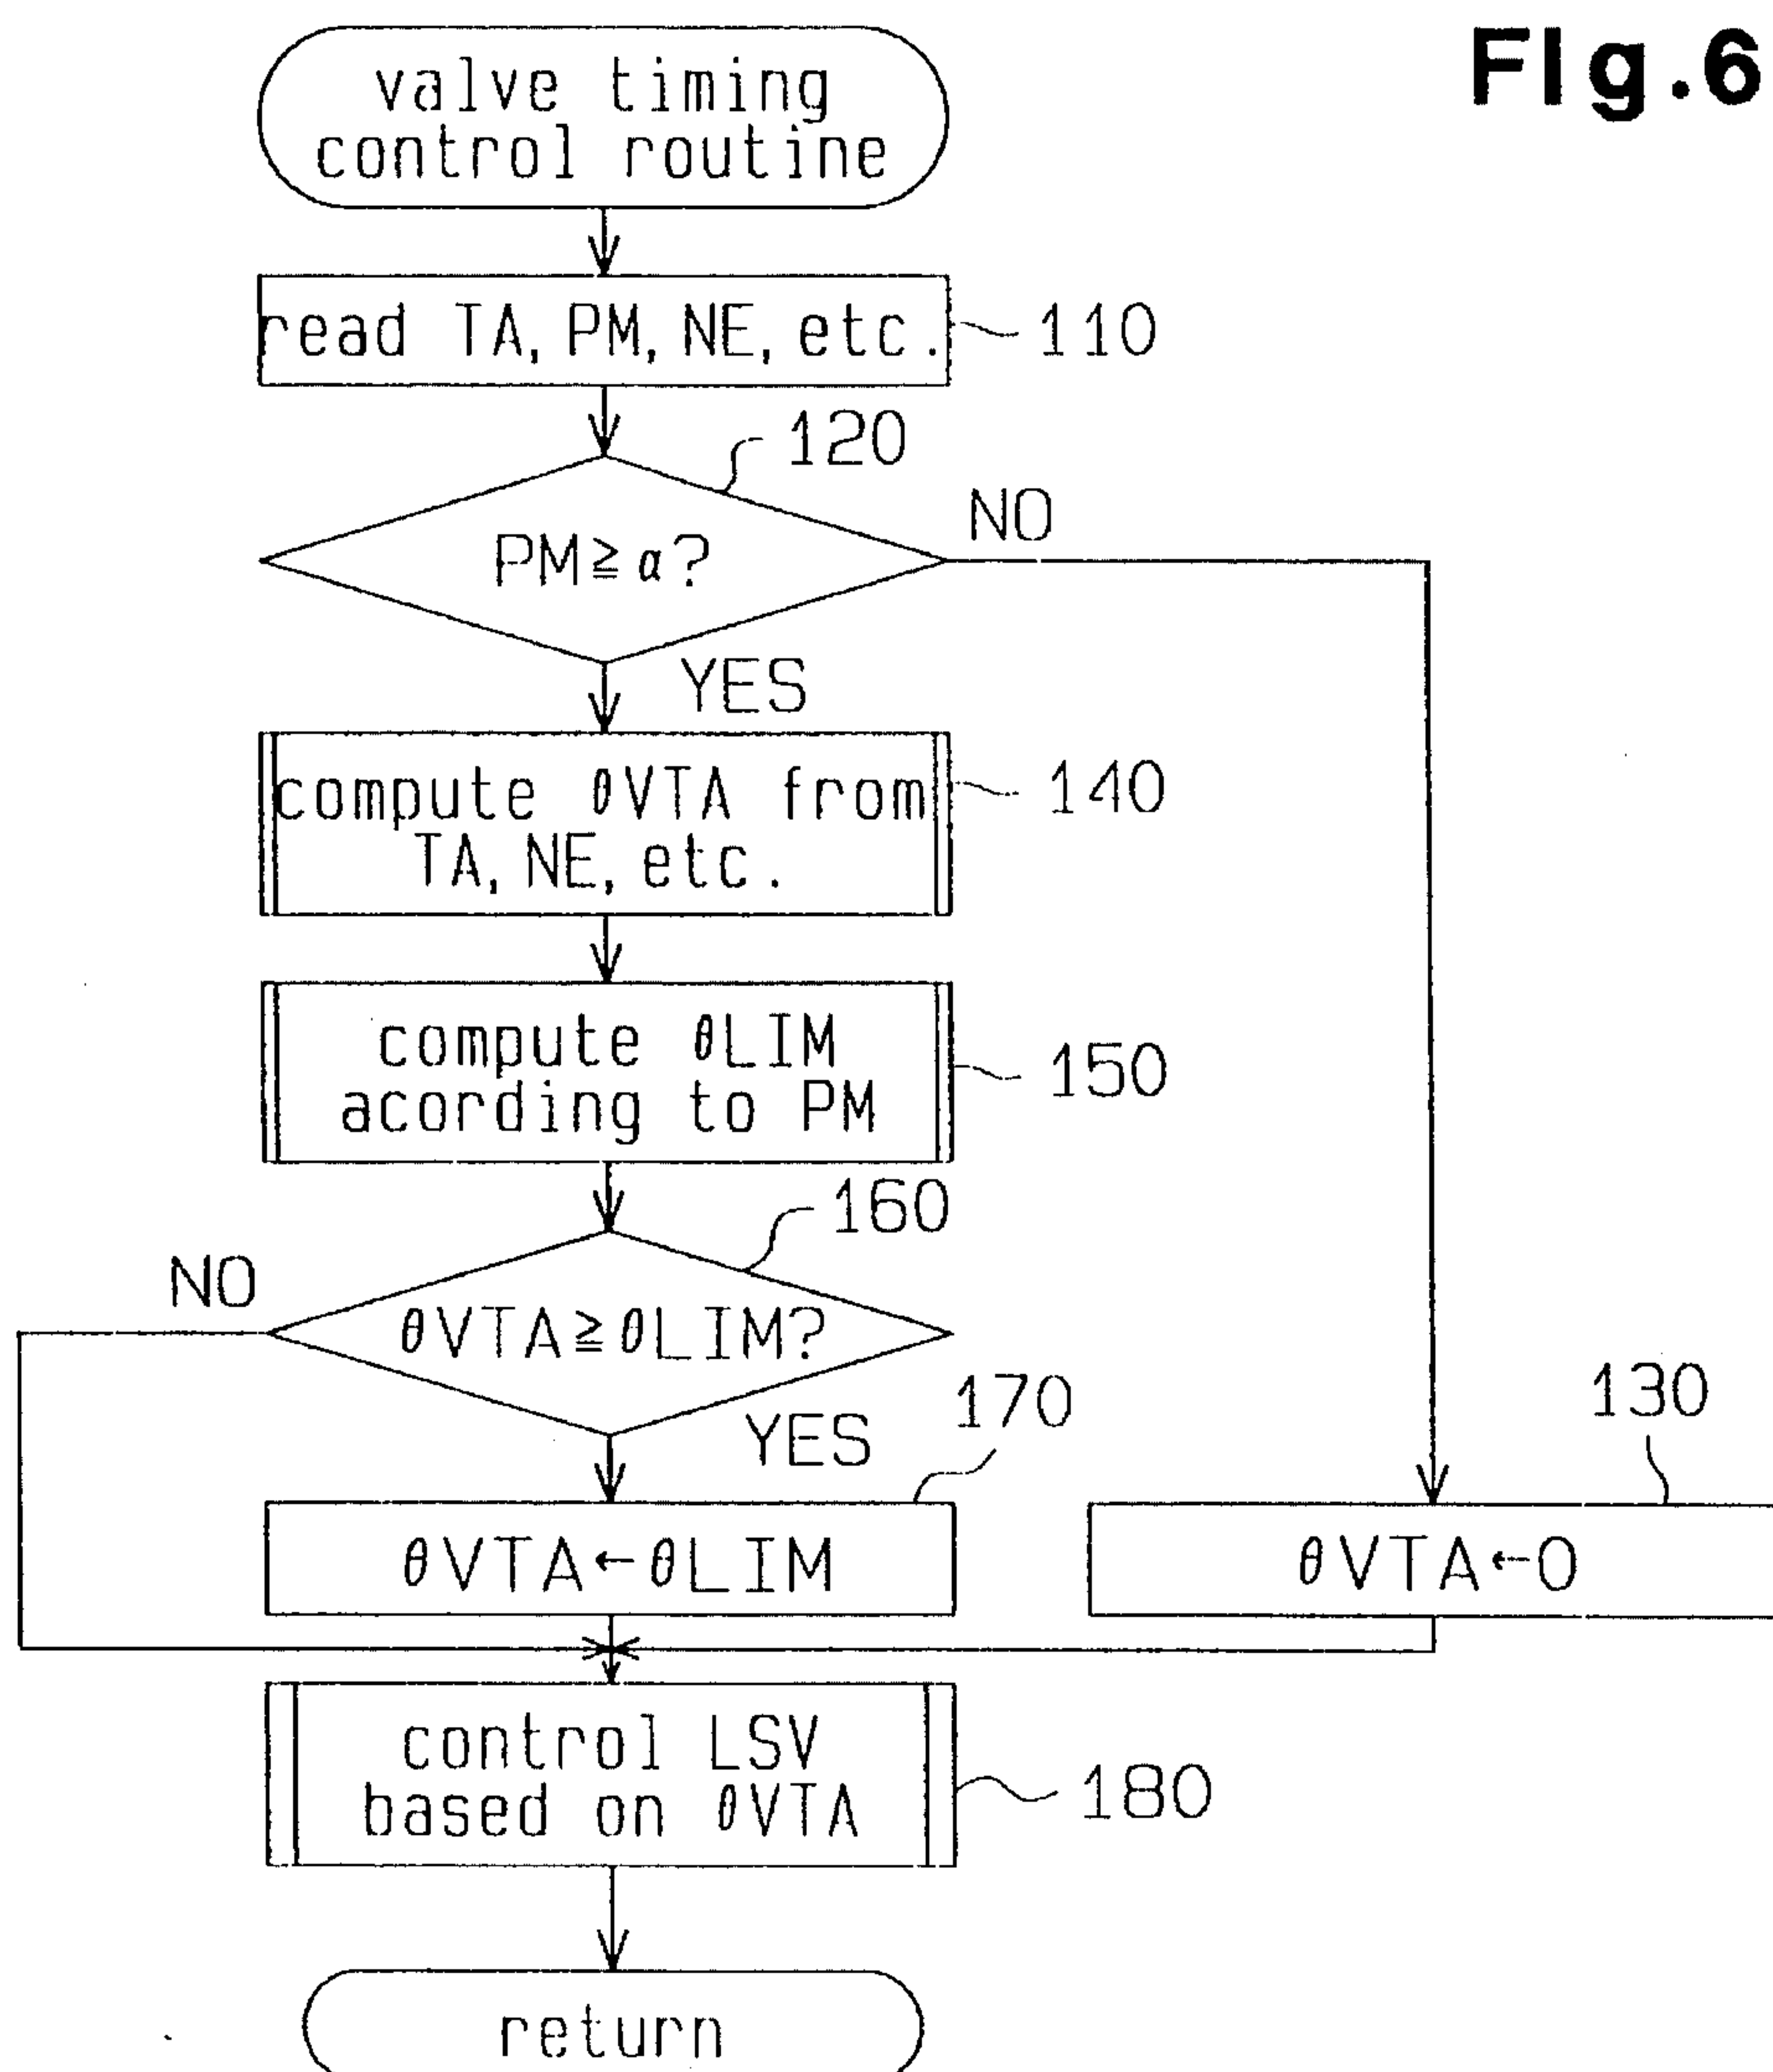 FIg.6
valve timing
control routine
read TA, PM, NE, etc.
110
120
PM≧α?
NO
YES
compute θVTA from
TA, NE, etc.
140
compute θLIM
acording to PM
150
160
NO
θVTA≧θLIM?
YES
170
130
θVTA←θLIM
θVTA←0
control LSV
based on θVTA
180
return